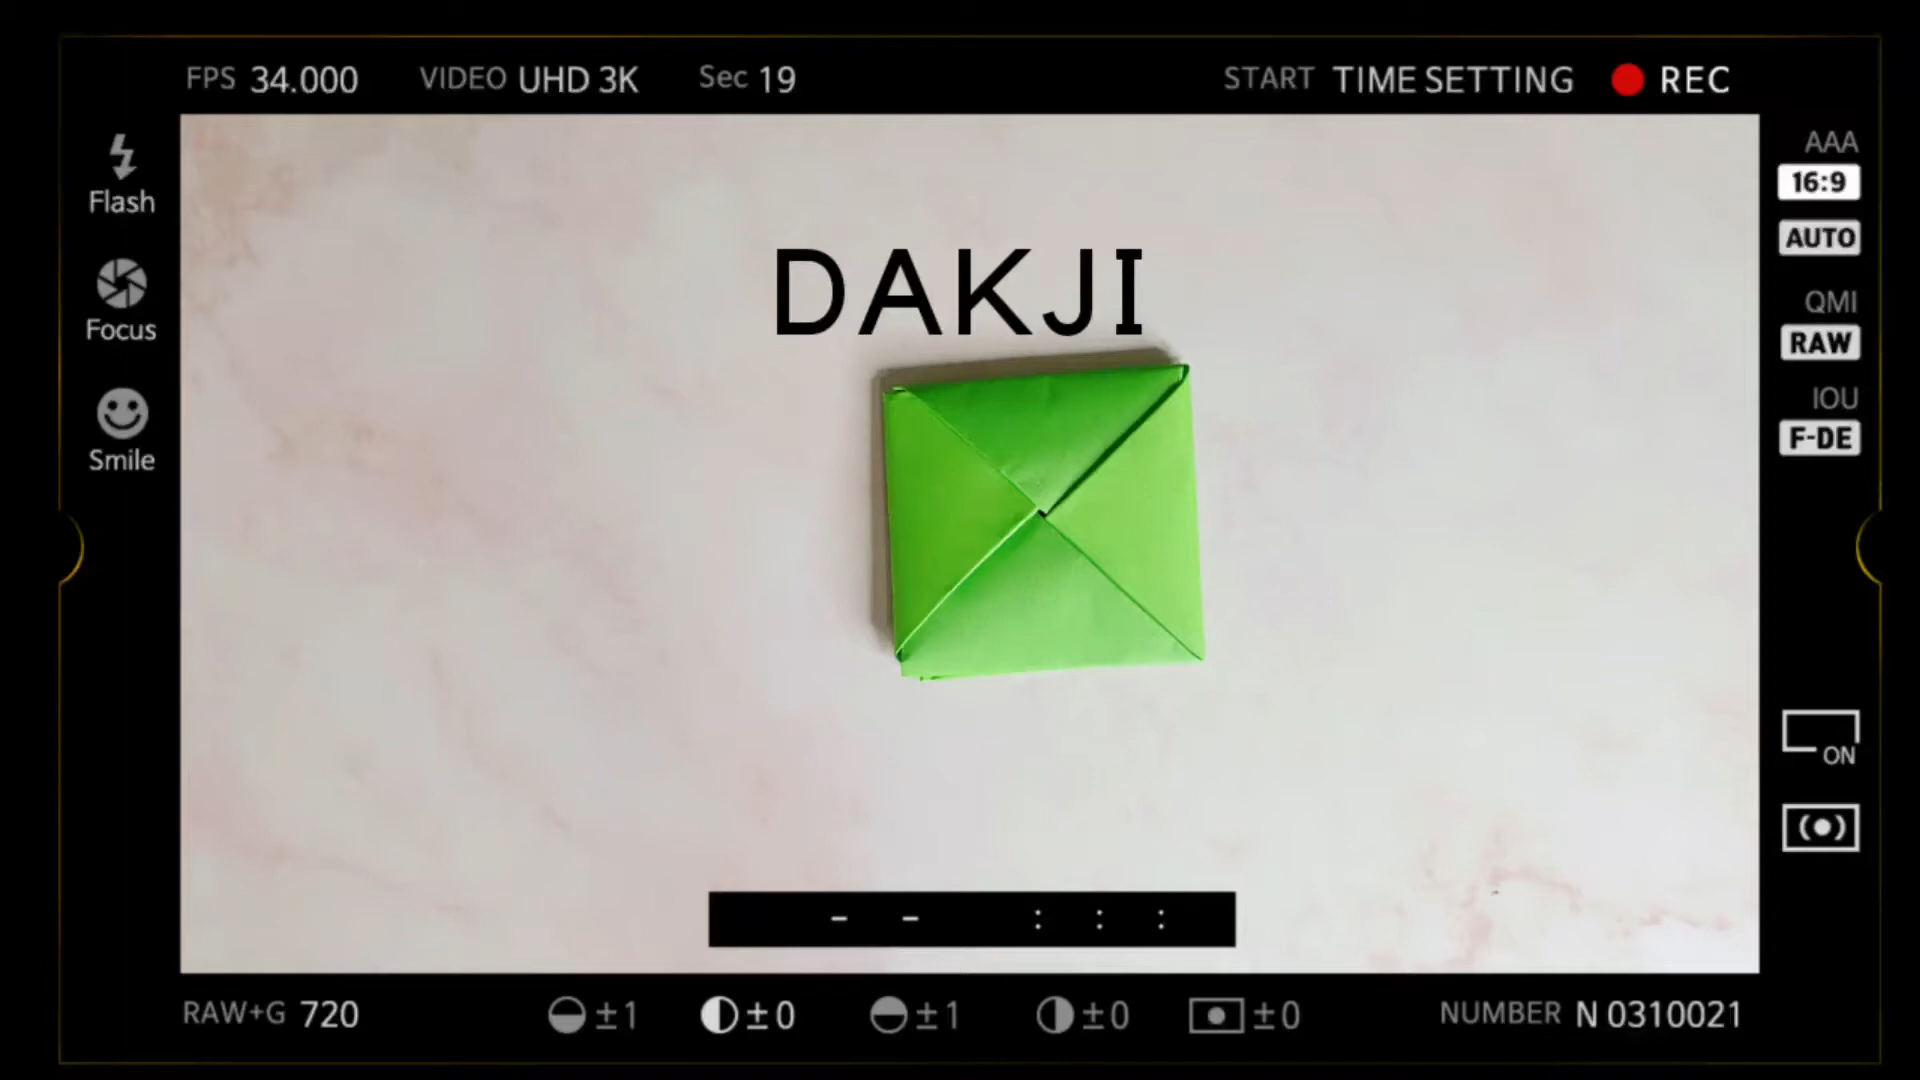 FPS 34.000 VIDEO UHD 3K Sec 19 START TIME SETTING REC
Flash
Focus
Smile
DAKJI
AAA
16:9
AUTO
QMI
RAW
IOU
F-DE
ON
- - : : :
RAW+G 720 ±1 ±0 ±1 ±0 ±0 NUMBER N 0310021